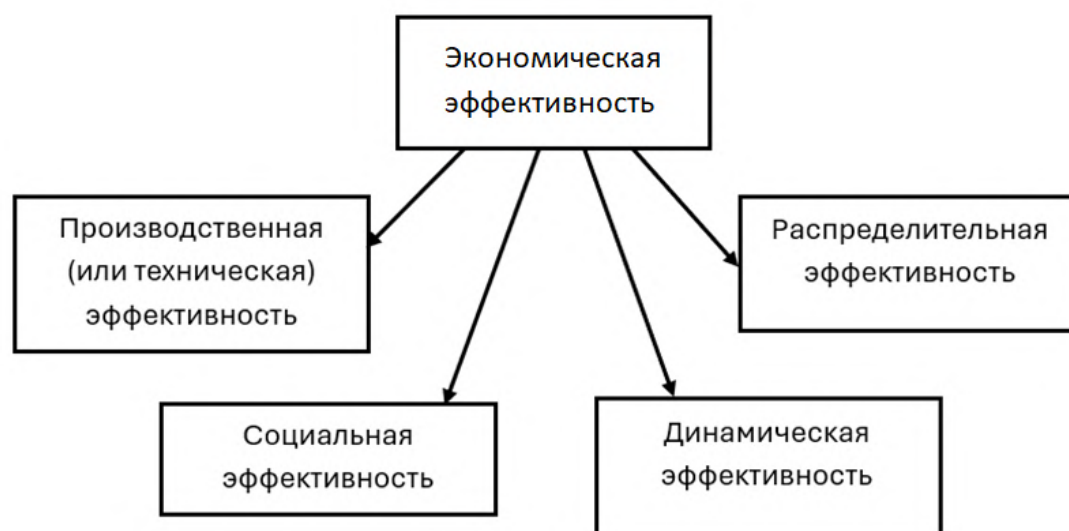 Экономическая
эффективность
Производственная
(или техническая)
эффективность
Распределительная
эффективность
Социальная
эффективность
Динамическая
эффективность